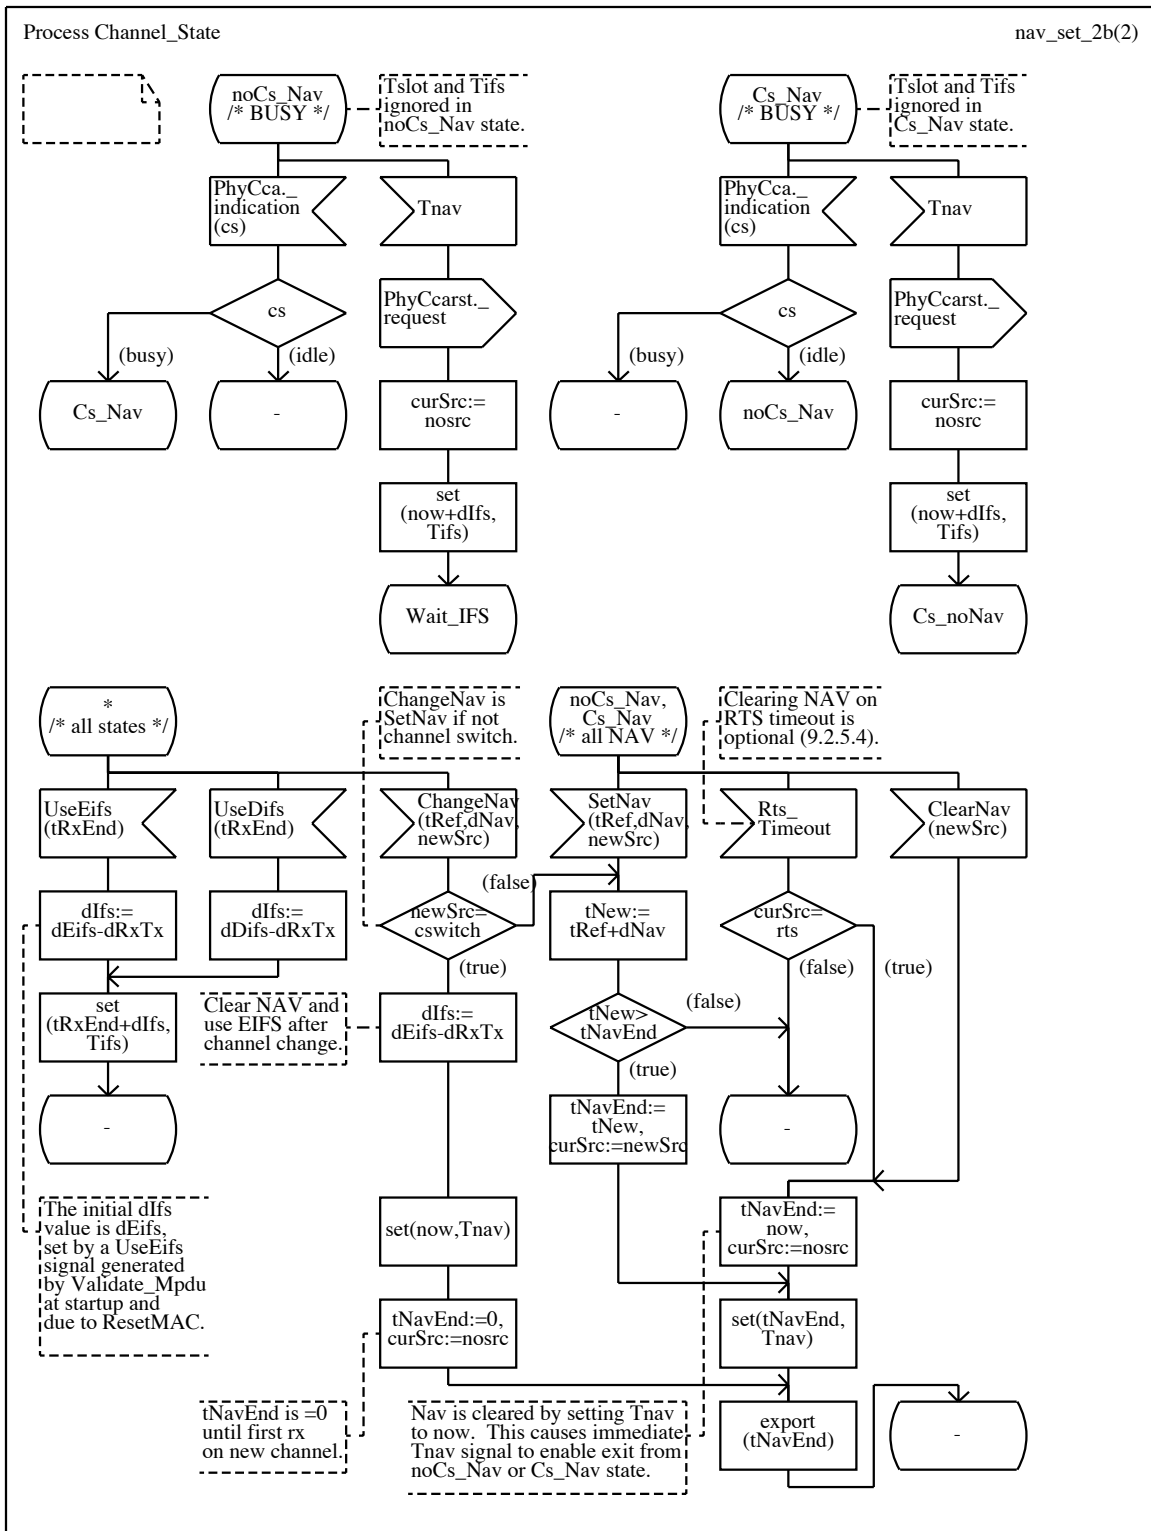 Process Channel_State
nav_set_2b(2)
noCs_Nav
/* BUSY */
Tslot and Tifs
ignored in
noCs_Nav state.
Cs_Nav
/* BUSY */
Tslot and Tifs
ignored in
Cs_Nav state.
PhyCca._
indication
(cs)
Tnav
PhyCca._
indication
(cs)
Tnav
cs
PhyCcarst._
request
cs
PhyCcarst._
request
(busy)
(idle)
(busy)
(idle)
Cs_Nav
-
curSrc:=
nosrc
-
noCs_Nav
curSrc:=
nosrc
set
(now+dIfs,
Tifs)
set
(now+dIfs,
Tifs)
Wait_IFS
Cs_noNav
*
/* all states */
ChangeNav is
SetNav if not
channel switch.
noCs_Nav,
Cs_Nav
/* all NAV */
Clearing NAV on
RTS timeout is
optional (9.2.5.4).
UseEifs
(tRxEnd)
UseDifs
(tRxEnd)
ChangeNav
(tRef,dNav,
newSrc)
SetNav
(tRef,dNav,
newSrc)
Rts_
Timeout
ClearNav
(newSrc)
(false)
dIfs:=
dEifs-dRxTx
dIfs:=
dDifs-dRxTx
newSrc=
cswitch
tNew:=
tRef+dNav
curSrc=
rts
(true)
(false)
(true)
set
(tRxEnd+dIfs,
Tifs)
Clear NAV and
use EIFS after
channel change.
dIfs:=
dEifs-dRxTx
tNew>
tNavEnd
(false)
(true)
-
tNavEnd:=
tNew,
curSrc:=newSrc
-
The initial dIfs
value is dEifs,
set by a UseEifs
signal generated
by Validate_Mpdu
at startup and
due to ResetMAC.
set(now,Tnav)
tNavEnd:=
now,
curSrc:=nosrc
tNavEnd:=0,
curSrc:=nosrc
set(tNavEnd,
Tnav)
tNavEnd is =0
until first rx
on new channel.
Nav is cleared by setting Tnav
to now.  This causes immediate
Tnav signal to enable exit from
noCs_Nav or Cs_Nav state.
export
(tNavEnd)
-